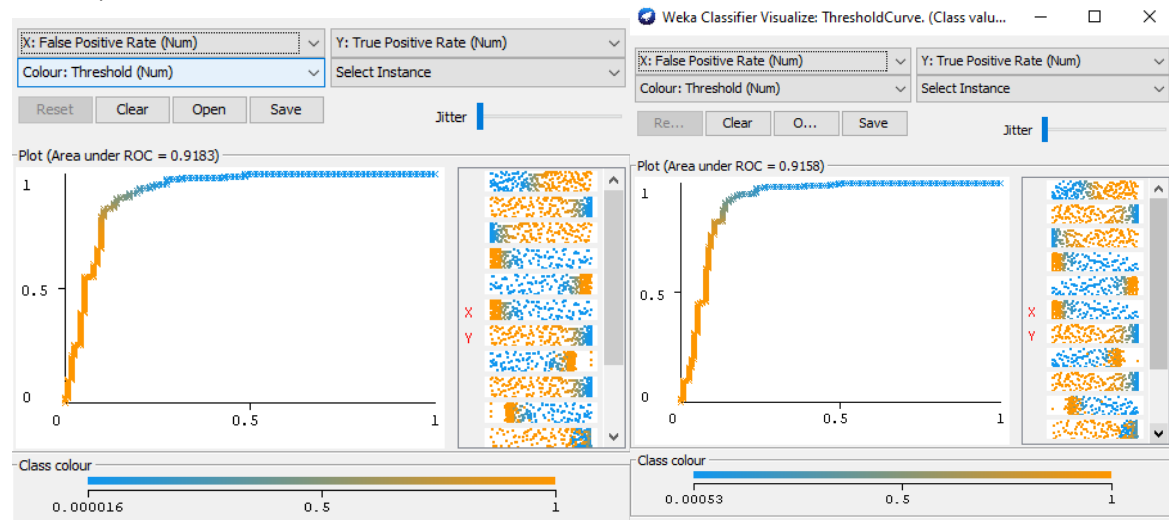 X: False Positive Rate (Num)
Y: True Positive Rate (Num)
Colour: Threshold (Num)
Select Instance
Reset
Clear
Open
Save
Jitter
Plot (Area under ROC = 0.9183)
1
0.5
0
0
0.5
1
X
Y
Class colour
0.000016
0.5
1
Weka Classifier Visualize: ThresholdCurve. (Class valu...
X: False Positive Rate (Num)
Y: True Positive Rate (Num)
Colour: Threshold (Num)
Select Instance
Re...
Clear
O...
Save
Jitter
Plot (Area under ROC = 0.9158)
1
0.5
0
0
0.5
1
X
Y
Class colour
0.00053
0.5
1